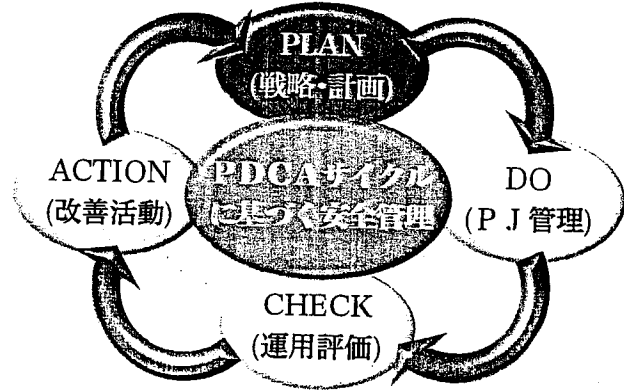 PLAN
(戦略・計画)
ACTION
(改善活動)
PDCAサイクル
に基づく安全管理
DO
(PJ管理)
CHECK
(運用評価)